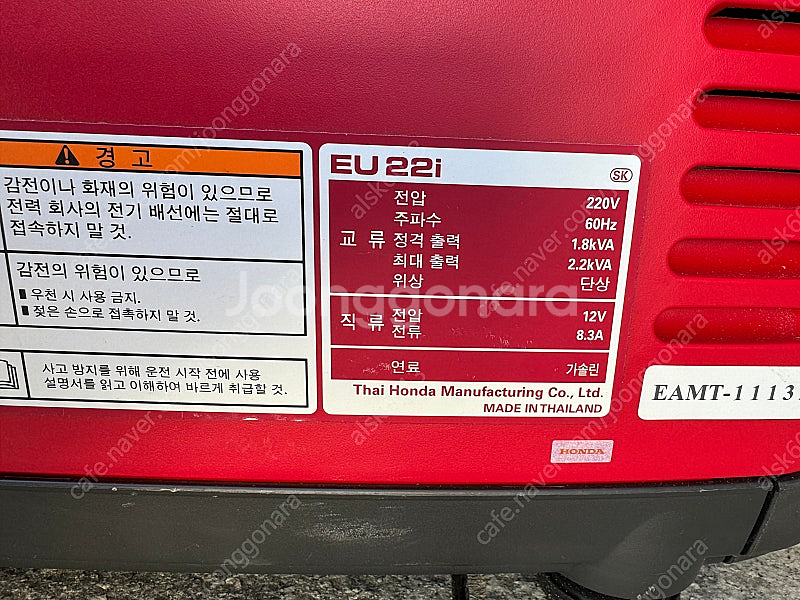 경 고
감전이나 화재의 위험이 있으므로
전력 회사의 전기 배선에는 절대로
접속하지 말 것.
감전의 위험이 있으므로
■ 우천 시 사용 금지.
■ 젖은 손으로 접촉하지 말 것.
사고 방지를 위해 운전 시작 전에 사용
설명서를 읽고 이해하여 바르게 취급할 것.
EU 22i
SK
교 류
전압 220V
주파수 60Hz
정격 출력 1.8kVA
최대 출력 2.2kVA
위상 단상
직 류
전압 12V
전류 8.3A
연료 가솔린
Thai Honda Manufacturing Co., Ltd.
MADE IN THAILAND
EAMT-1113
HONDA
Joonggonara
cafe.naver.com/joonggonara